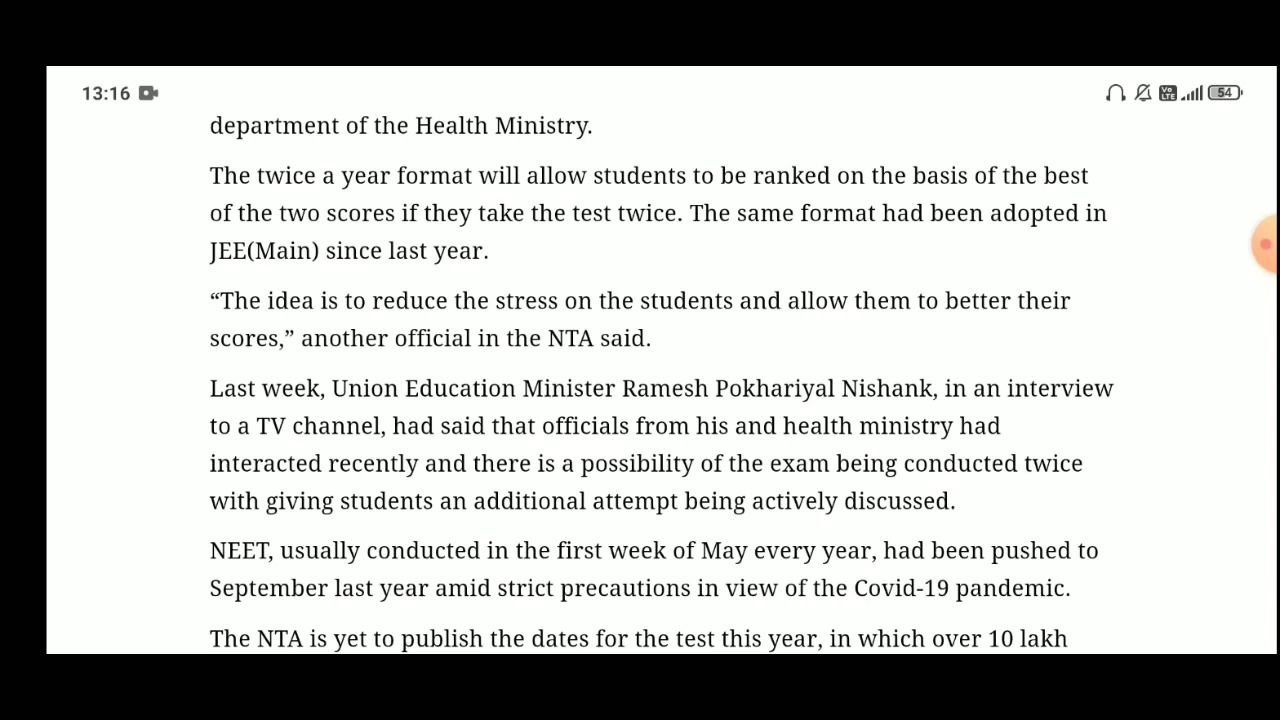 13:16
Vo LTE
54
department of the Health Ministry.
The twice a year format will allow students to be ranked on the basis of the best
of the two scores if they take the test twice. The same format had been adopted in
JEE(Main) since last year.
“The idea is to reduce the stress on the students and allow them to better their
scores,” another official in the NTA said.
Last week, Union Education Minister Ramesh Pokhariyal Nishank, in an interview
to a TV channel, had said that officials from his and health ministry had
interacted recently and there is a possibility of the exam being conducted twice
with giving students an additional attempt being actively discussed.
NEET, usually conducted in the first week of May every year, had been pushed to
September last year amid strict precautions in view of the Covid-19 pandemic.
The NTA is yet to publish the dates for the test this year, in which over 10 lakh